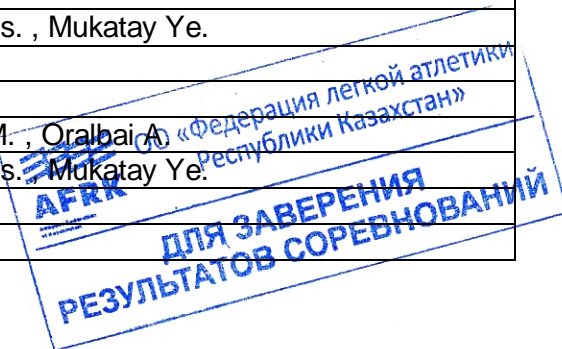 s. , Mukatay Ye.
M. , Oralbai A.
s. , Mukatay Ye.
ОО «Федерация легкой атлетики
Республики Казахстан»
AFRK
ДЛЯ ЗАВЕРЕНИЯ
РЕЗУЛЬТАТОВ СОРЕВНОВАНИЙ